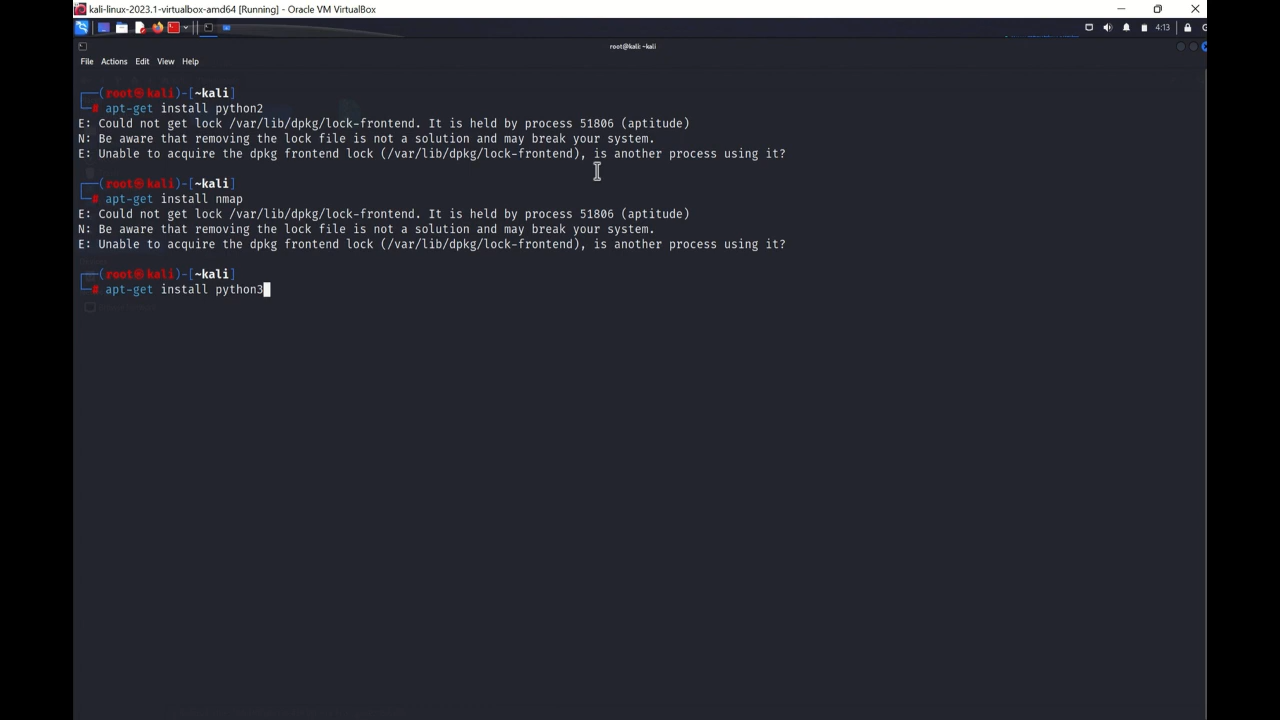 kali-linux-2023.1-virtualbox-amd64 [Running] - Oracle VM VirtualBox
4:13
root@kali: ~kali
File Actions Edit View Help
┌──(root㉿kali)-[~kali]
└─# apt-get install python2
E: Could not get lock /var/lib/dpkg/lock-frontend. It is held by process 51806 (aptitude)
N: Be aware that removing the lock file is not a solution and may break your system.
E: Unable to acquire the dpkg frontend lock (/var/lib/dpkg/lock-frontend), is another process using it?
┌──(root㉿kali)-[~kali]
└─# apt-get install nmap
E: Could not get lock /var/lib/dpkg/lock-frontend. It is held by process 51806 (aptitude)
N: Be aware that removing the lock file is not a solution and may break your system.
E: Unable to acquire the dpkg frontend lock (/var/lib/dpkg/lock-frontend), is another process using it?
┌──(root㉿kali)-[~kali]
└─# apt-get install python3